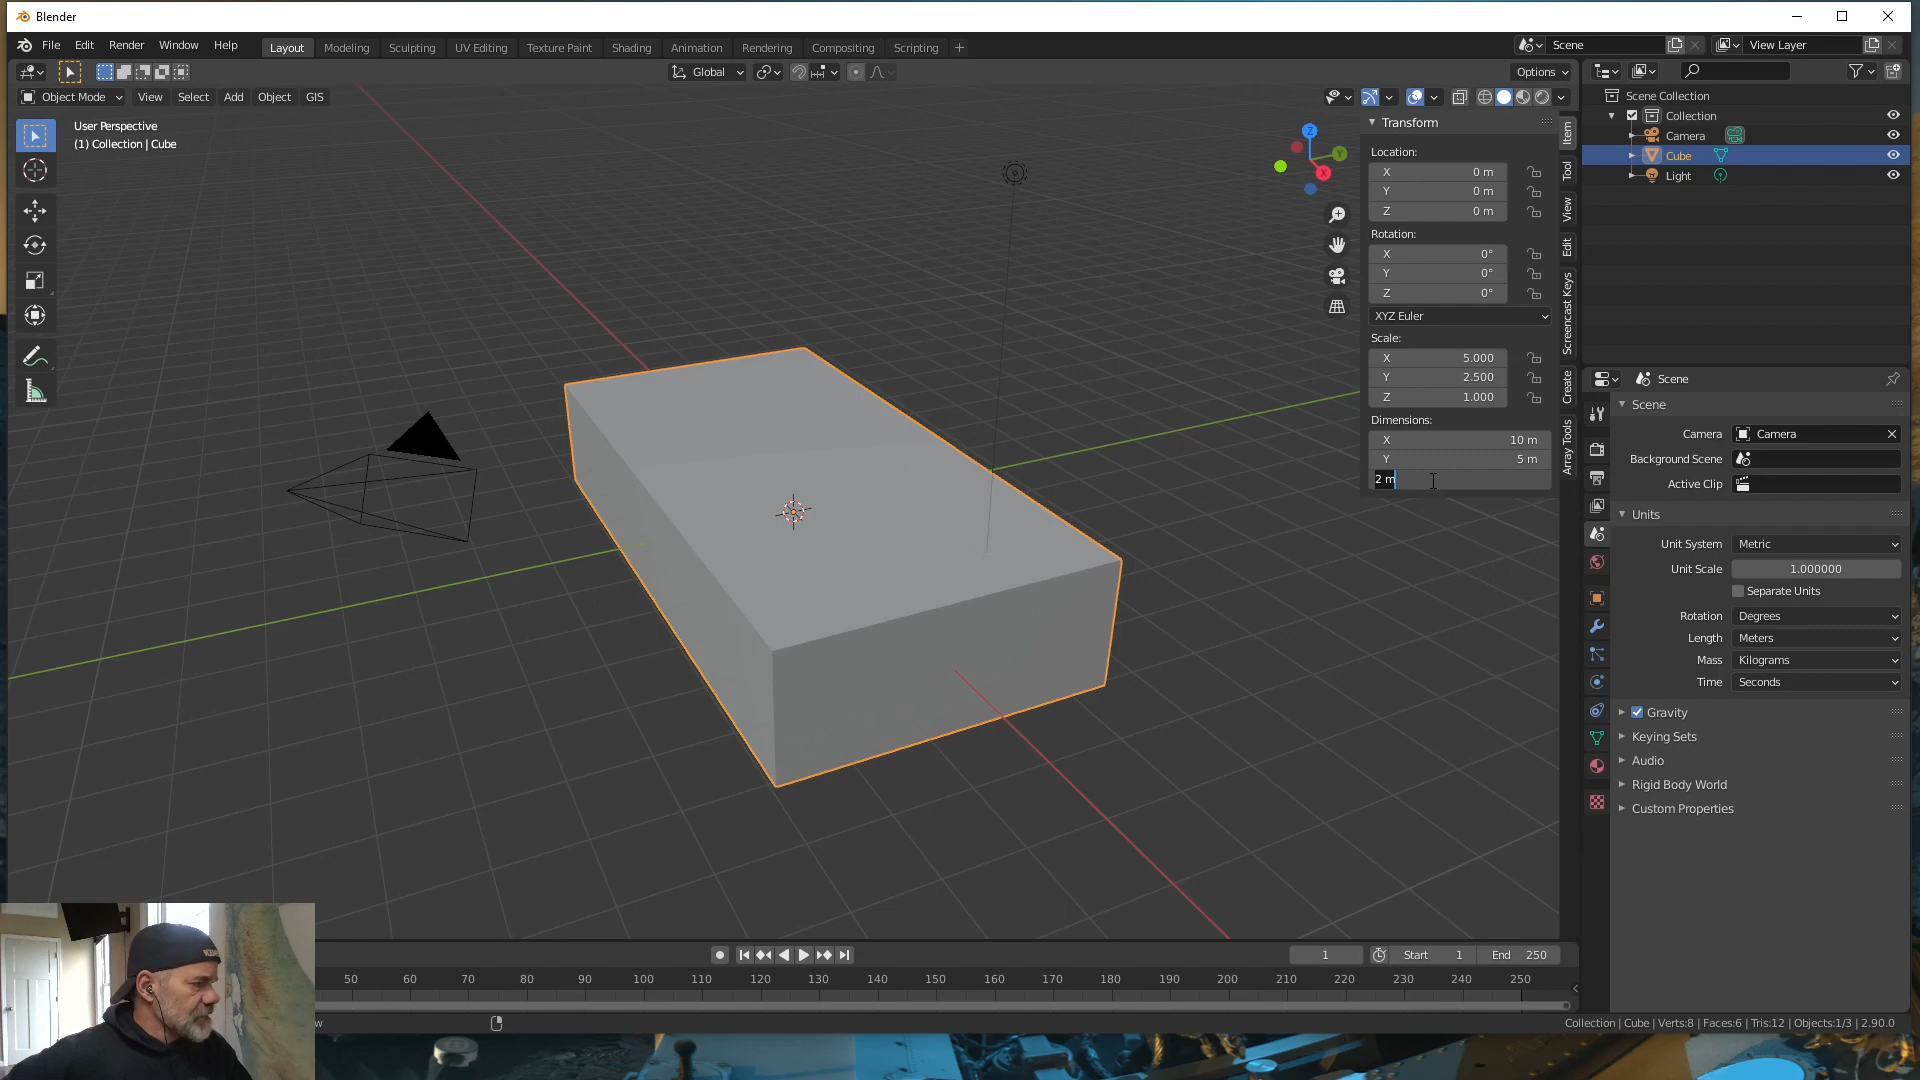 Blender
File Edit Render Window Help Layout Modeling Sculpting UV Editing Texture Paint Shading Animation Rendering Compositing Scripting + Scene View Layer
Global Options
Object Mode View Select Add Object GIS
User Perspective
(1) Collection | Cube
Z
Y
X
Transform
Location:
X 0 m
Y 0 m
Z 0 m
Rotation:
X 0°
Y 0°
Z 0°
XYZ Euler
Scale:
X 5.000
Y 2.500
Z 1.000
Dimensions:
X 10 m
Y 5 m
2 m
Item
Tool
View
Edit
Screencast Keys
Create
Array Tools
Scene Collection
Collection
Camera
Cube
Light
Scene
Scene
Camera Camera
Background Scene
Active Clip
Units
Unit System Metric
Unit Scale 1.000000
Separate Units
Rotation Degrees
Length Meters
Mass Kilograms
Time Seconds
Gravity
Keying Sets
Audio
Rigid Body World
Custom Properties
1 Start 1 End 250
50 60 70 80 90 100 110 120 130 140 150 160 170 180 190 200 210 220 230 240 250
Collection | Cube | Verts:8 | Faces:6 | Tris:12 | Objects:1/3 | 2.90.0